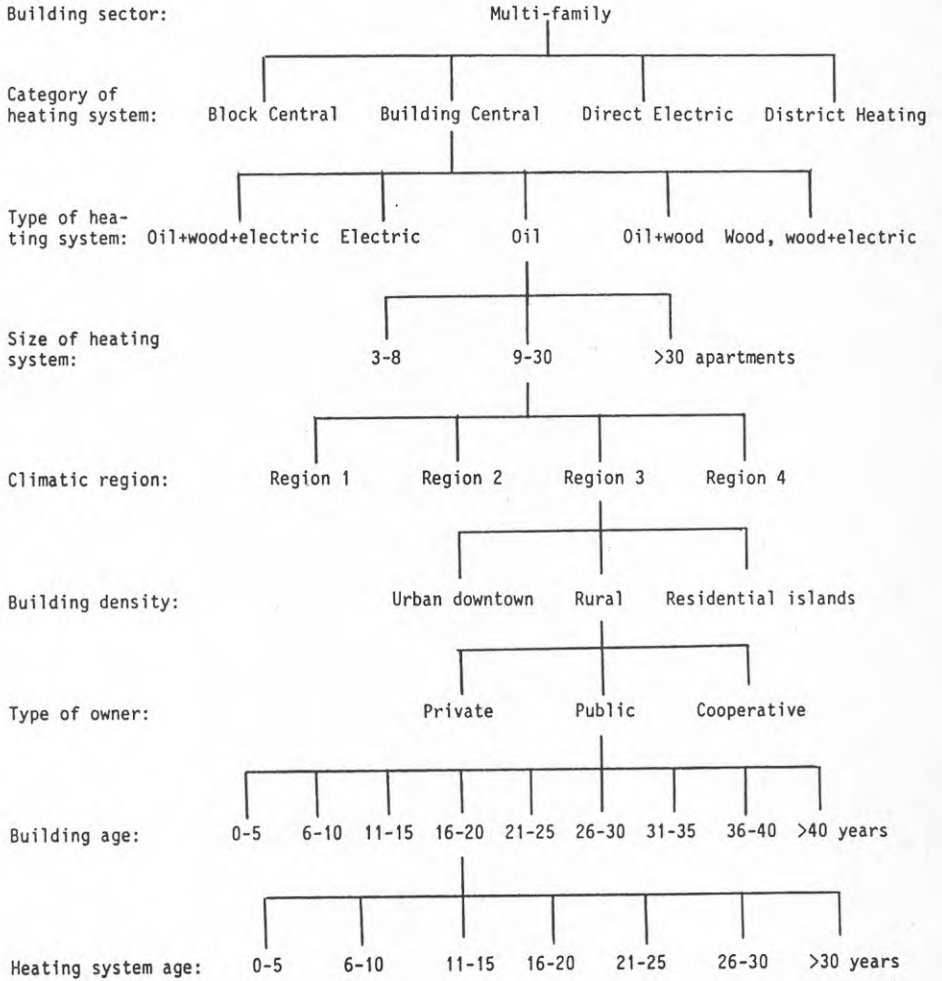 Building sector: Multi-family
Category of
heating system: Block Central Building Central Direct Electric District Heating
Type of hea-
ting system: Oil+wood+electric Electric Oil Oil+wood Wood, wood+electric
Size of heating
system: 3-8 9-30 >30 apartments
Climatic region: Region 1 Region 2 Region 3 Region 4
Building density: Urban downtown Rural Residential islands
Type of owner: Private Public Cooperative
Building age: 0-5 6-10 11-15 16-20 21-25 26-30 31-35 36-40 >40 years
Heating system age: 0-5 6-10 11-15 16-20 21-25 26-30 >30 years